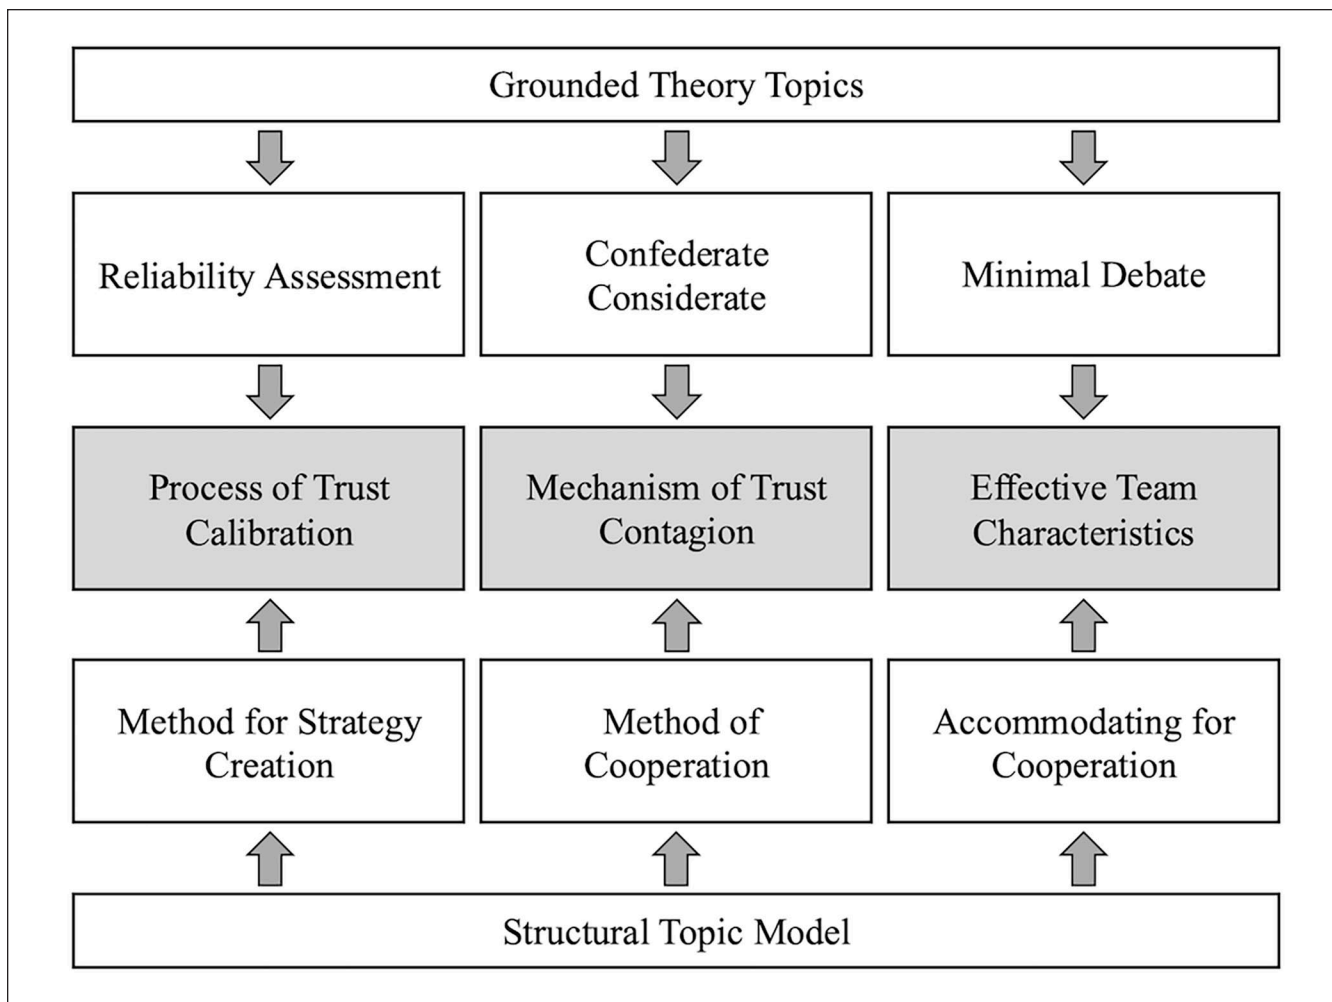 Grounded Theory Topics
Reliability Assessment
Confederate
Considerate
Minimal Debate
Process of Trust
Calibration
Mechanism of Trust
Contagion
Effective Team
Characteristics
Method for Strategy
Creation
Method of
Cooperation
Accommodating for
Cooperation
Structural Topic Model